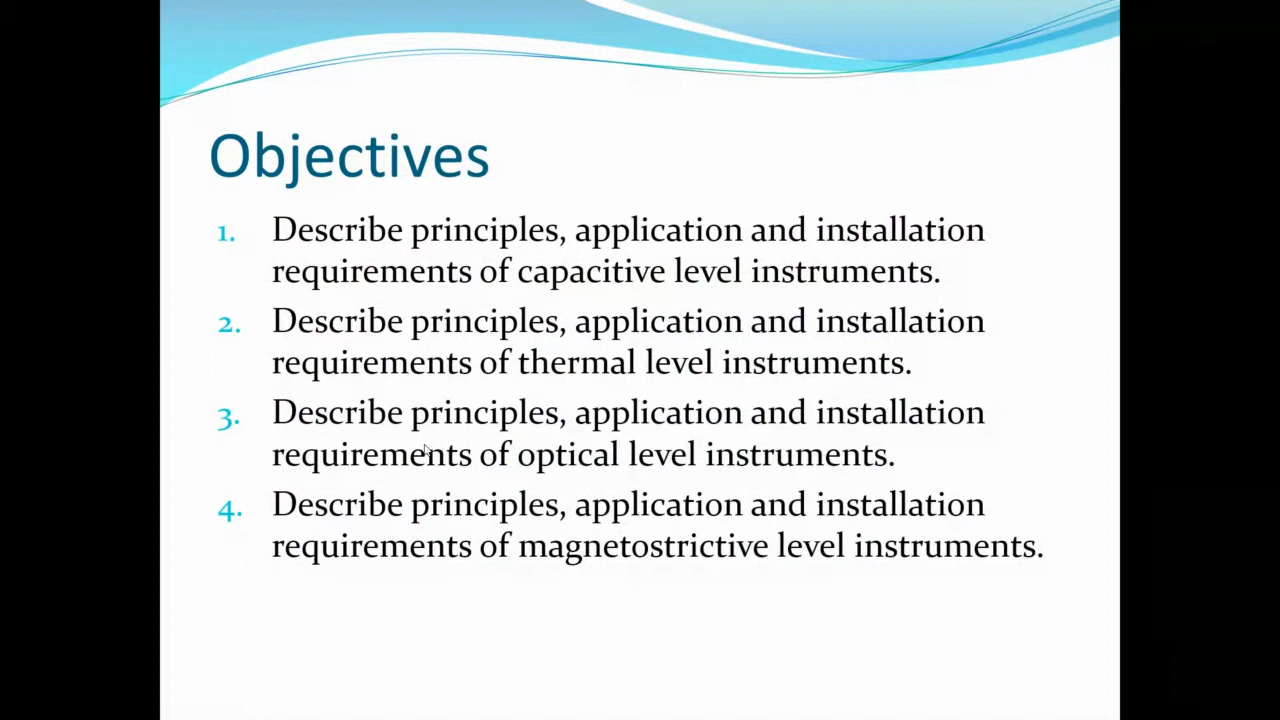 Objectives
1. Describe principles, application and installation
requirements of capacitive level instruments.
2. Describe principles, application and installation
requirements of thermal level instruments.
3. Describe principles, application and installation
requirements of optical level instruments.
4. Describe principles, application and installation
requirements of magnetostrictive level instruments.